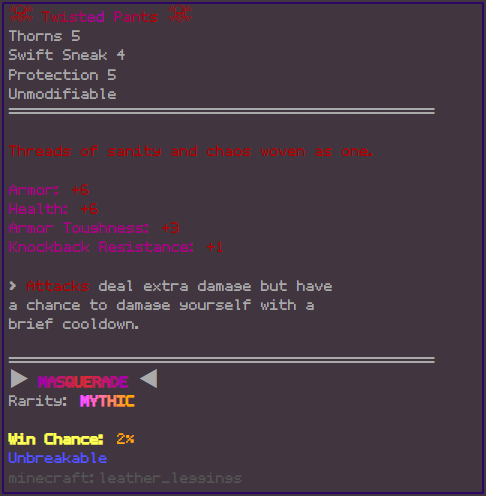 ☠ Twisted Pants ☠
Thorns 5
Swift Sneak 4
Protection 5
Unmodifiable
Threads of sanity and chaos woven as one.
Armor: +6
Health: +6
Armor Toughness: +3
Knockback Resistance: +1
> Attacks deal extra damage but have
a chance to damage yourself with a
brief cooldown.
▶ MASQUERADE ◀
Rarity: MYTHIC
Win Chance: 2%
Unbreakable
minecraft:leather_leggings